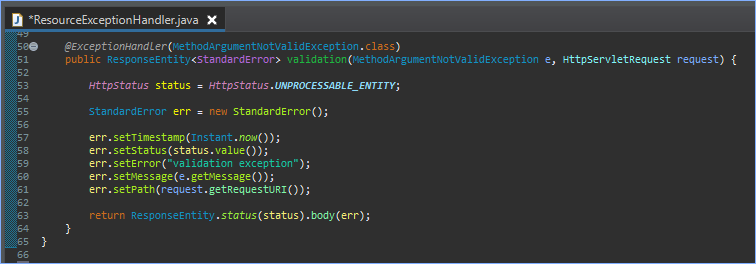 *ResourceExceptionHandler.java
49
50 @ExceptionHandler(MethodArgumentNotValidException.class)
51 public ResponseEntity<StandardError> validation(MethodArgumentNotValidException e, HttpServletRequest request) {
52
53 HttpStatus status = HttpStatus.UNPROCESSABLE_ENTITY;
54
55 StandardError err = new StandardError();
56
57 err.setTimestamp(Instant.now());
58 err.setStatus(status.value());
59 err.setError("validation exception");
60 err.setMessage(e.getMessage());
61 err.setPath(request.getRequestURI());
62
63 return ResponseEntity.status(status).body(err);
64 }
65 }
66